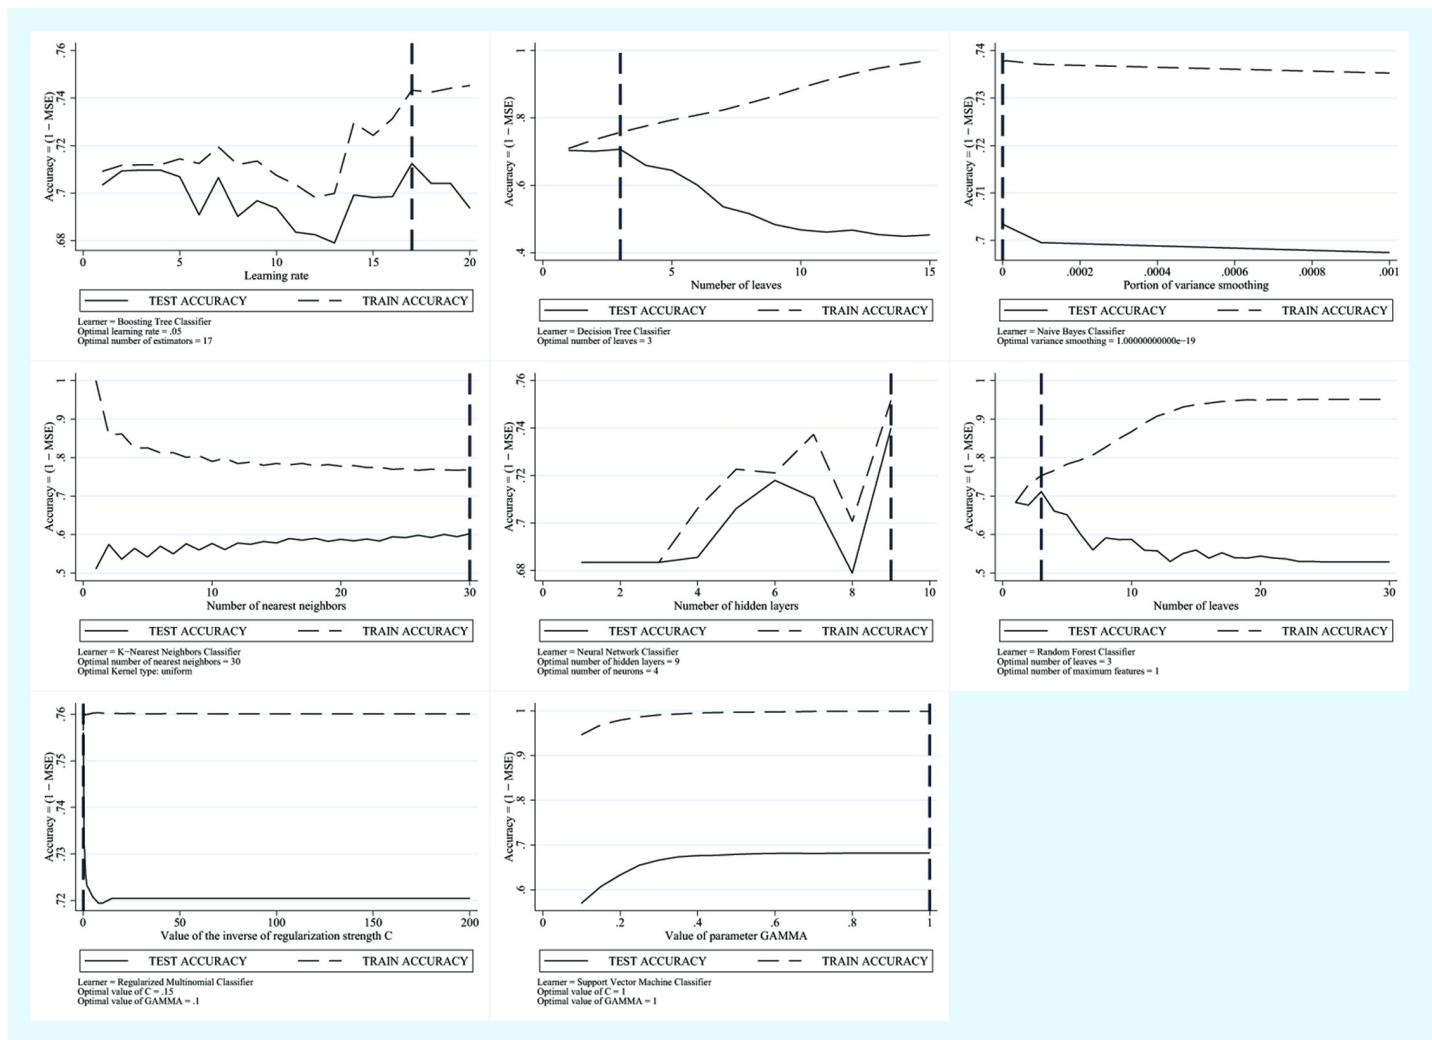 Accuracy = (1 − MSE)
.76
.74
.72
.7
.68
0 5 10 15 20
Learning rate
TEST ACCURACY TRAIN ACCURACY
Learner = Boosting Tree Classifier
Optimal learning rate = .05
Optimal number of estimators = 17
Accuracy = (1 − MSE)
1
.8
.6
.4
0 5 10 15
Numeber of leaves
TEST ACCURACY TRAIN ACCURACY
Learner = Decision Tree Classifier
Optimal number of leaves = 3
Accuracy = (1 − MSE)
.74
.73
.72
.71
.7
0 .0002 .0004 .0006 .0008 .001
Portion of variance smoothing
TEST ACCURACY TRAIN ACCURACY
Learner = Naive Bayes Classifier
Optimal variance smoothing = 1.00000000000e−19
Accuracy = (1 − MSE)
1
.9
.8
.7
.6
.5
0 10 20 30
Number of nearest neighbors
TEST ACCURACY TRAIN ACCURACY
Learner = K−Nearest Neighbors Classifier
Optimal number of nearest neighbors = 30
Optimal Kernel type: uniform
Accuracy = (1 − MSE)
.76
.74
.72
.7
.68
0 2 4 6 8 10
Numeber of hidden layers
TEST ACCURACY TRAIN ACCURACY
Learner = Neural Network Classifier
Optimal number of hidden layers = 9
Optimal number of neurons = 4
Accuracy = (1 − MSE)
1
.9
.8
.7
.6
.5
0 10 20 30
Number of leaves
TEST ACCURACY TRAIN ACCURACY
Learner = Random Forest Classifier
Optimal number of leaves = 3
Optimal number of maximum features = 1
Accuracy = (1 − MSE)
.76
.75
.74
.73
.72
0 50 100 150 200
Value of the inverse of regularization strength C
TEST ACCURACY TRAIN ACCURACY
Learner = Regularized Multinomial Classifier
Optimal value of C = .15
Optimal value of GAMMA = .1
Accuracy = (1 − MSE)
1
.9
.8
.7
.6
0 .2 .4 .6 .8 1
Value of parameter GAMMA
TEST ACCURACY TRAIN ACCURACY
Learner = Support Vector Machine Classifier
Optimal value of C = 1
Optimal value of GAMMA = 1